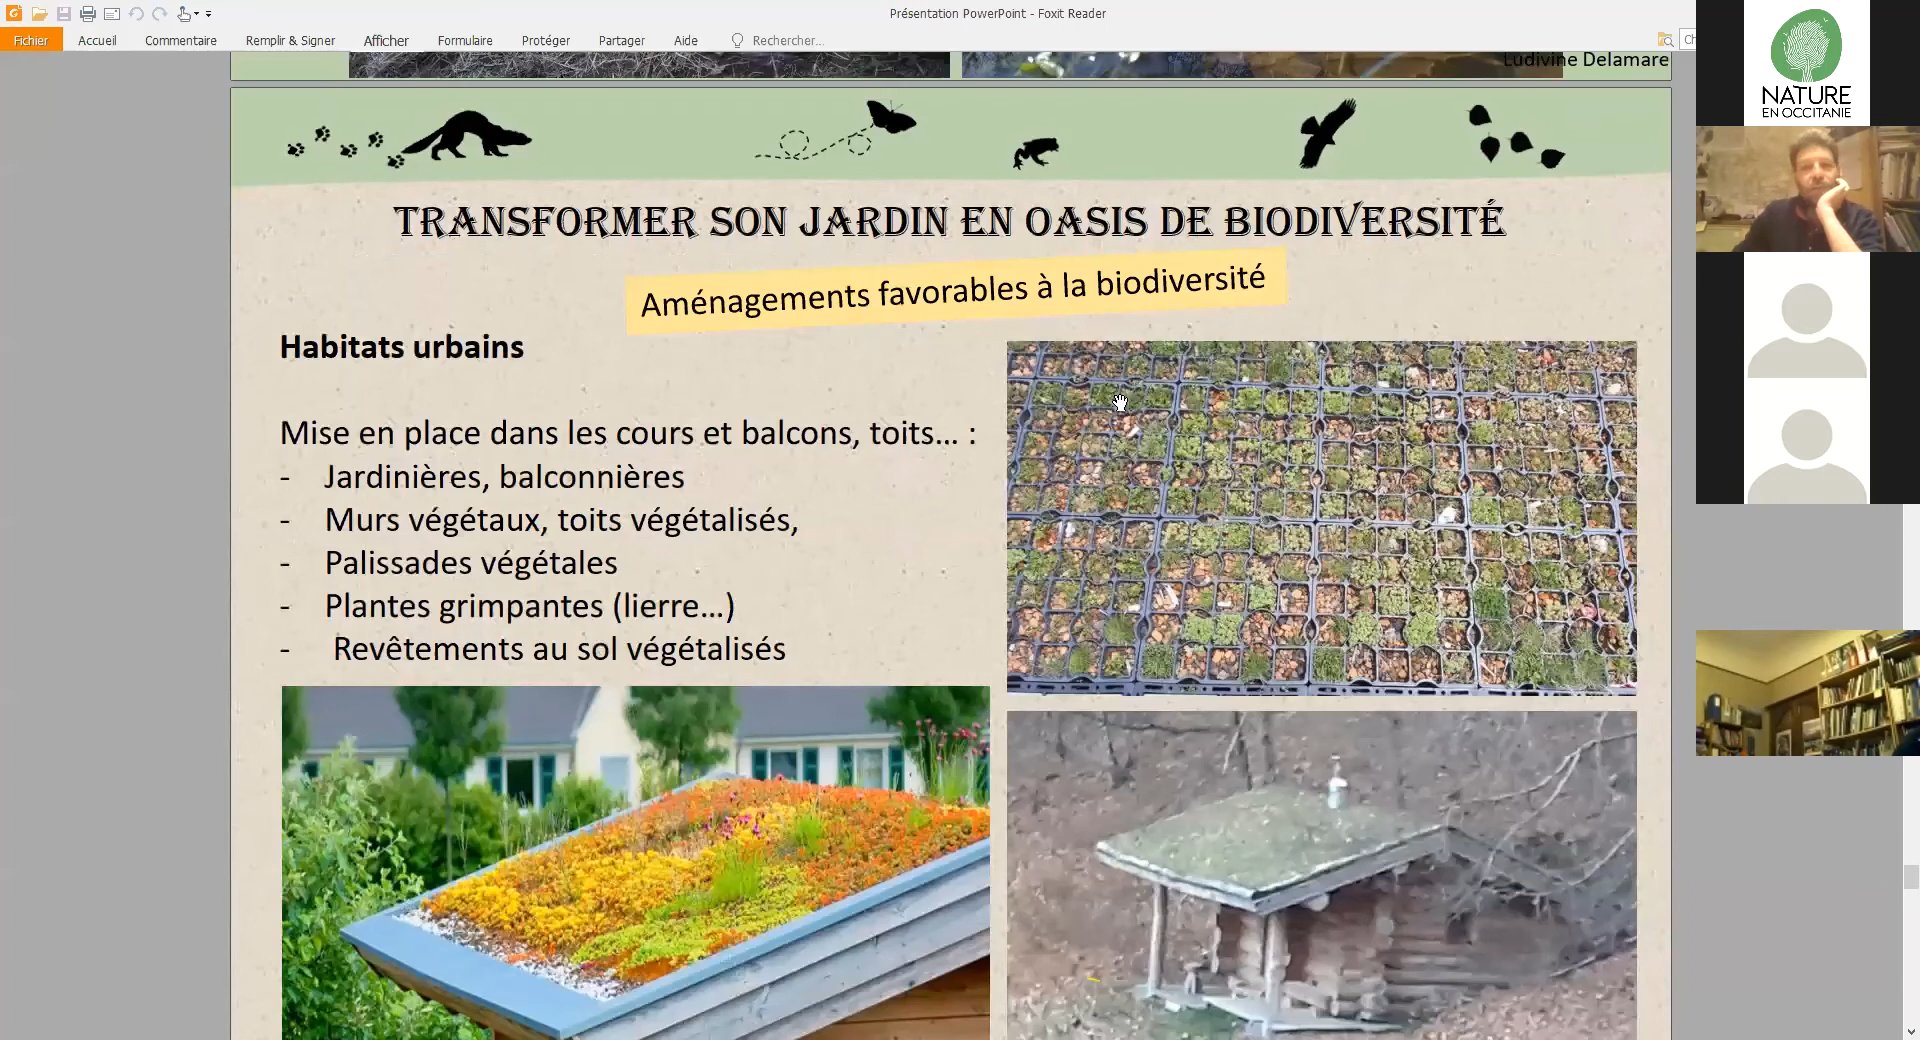 Présentation PowerPoint - Foxit Reader
Fichier Accueil Commentaire Remplir & Signer Afficher Formulaire Protéger Partager Aide Rechercher... Ch
Ludivine Delamare
NATURE
EN OCCITANIE
TRANSFORMER SON JARDIN EN OASIS DE BIODIVERSITÉ
Aménagements favorables à la biodiversité
Habitats urbains
Mise en place dans les cours et balcons, toits... :
- Jardinières, balconnières
- Murs végétaux, toits végétalisés,
- Palissades végétales
- Plantes grimpantes (lierre...)
- Revêtements au sol végétalisés